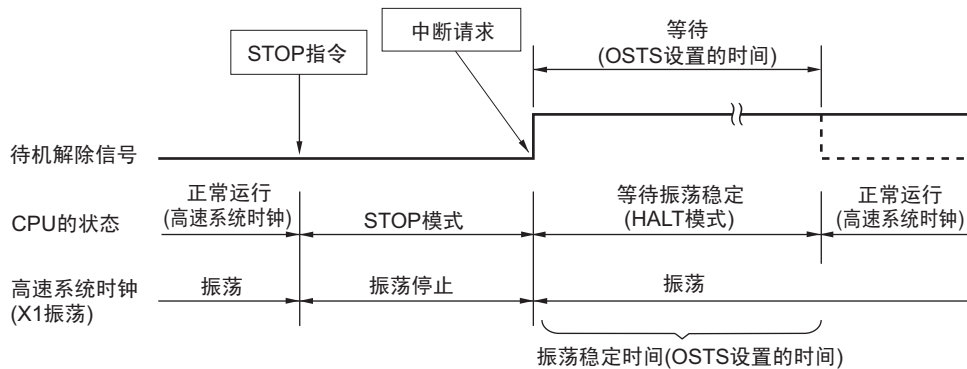 等待
(OSTS设置的时间)
中断请求
STOP指令
待机解除信号
正常运行
(高速系统时钟)
等待振荡稳定
(HALT模式)
正常运行
(高速系统时钟)
CPU的状态
STOP模式
高速系统时钟
(X1振荡)
振荡
振荡停止
振荡
振荡稳定时间(OSTS设置的时间)